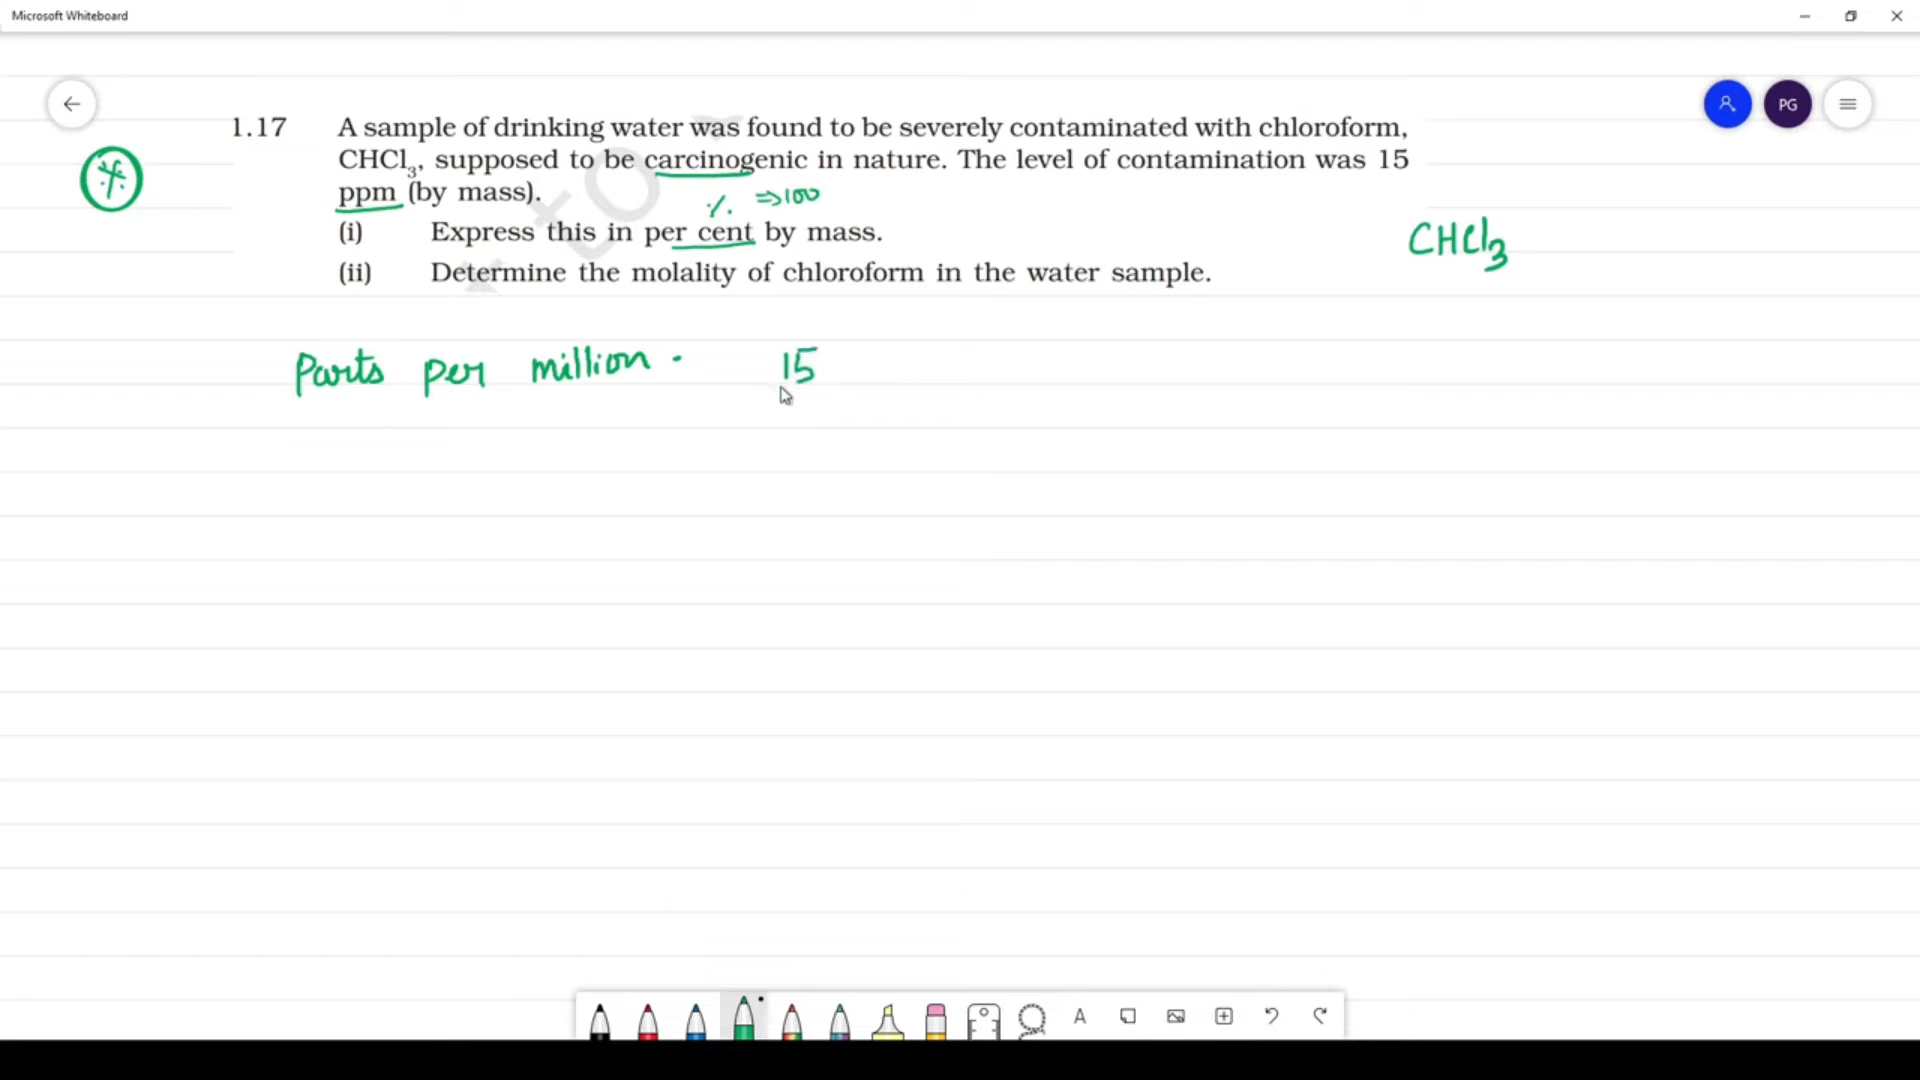 Microsoft Whiteboard
PG
1.17 A sample of drinking water was found to be severely contaminated with chloroform,
CHCl₃, supposed to be carcinogenic in nature. The level of contamination was 15
ppm (by mass).
% ⇒100
(i) Express this in per cent by mass.
CHCl₃
(ii) Determine the molality of chloroform in the water sample.
Parts per million. 15
A